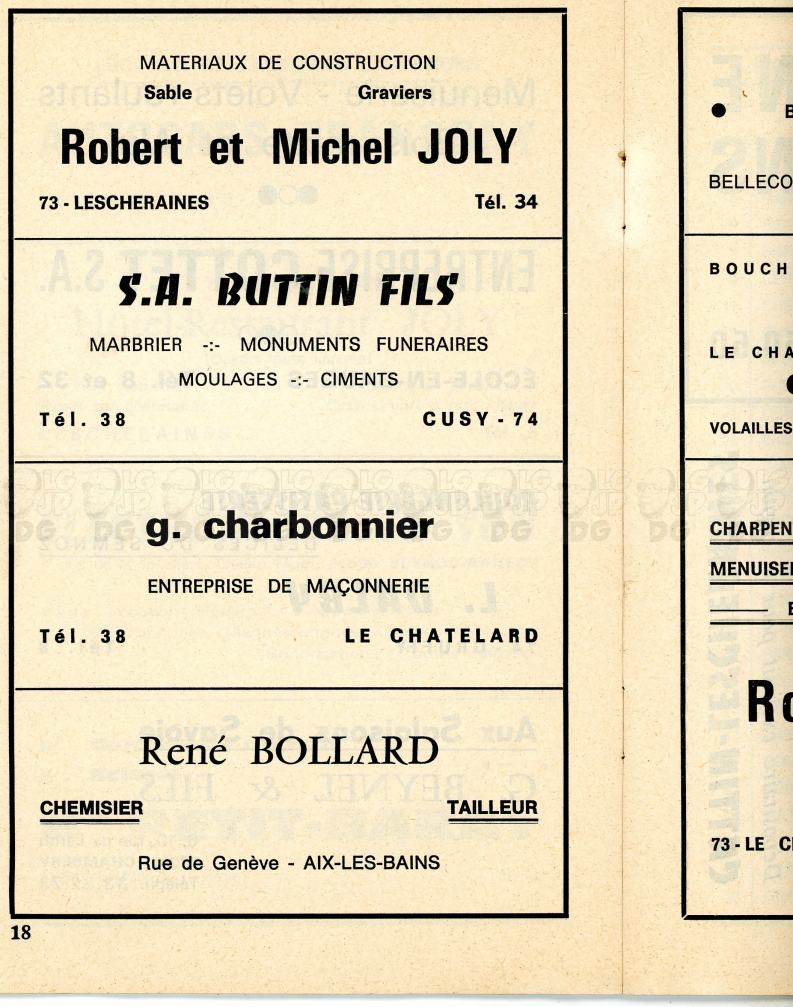 MATERIAUX DE CONSTRUCTION
Sable Graviers
Robert et Michel JOLY
73 - LESCHERAINES Tél. 34
S.A. BUTTIN FILS
MARBRIER -:- MONUMENTS FUNERAIRES
MOULAGES -:- CIMENTS
Tél. 38 CUSY - 74
g. charbonnier
ENTREPRISE DE MAÇONNERIE
Tél. 38 LE CHATELARD
René BOLLARD
CHEMISIER TAILLEUR
Rue de Genève - AIX-LES-BAINS
18
BELLECO
BOUCH
LE CHA
VOLAILLES
CHARPEN
MENUISE
Ro
73 - LE C